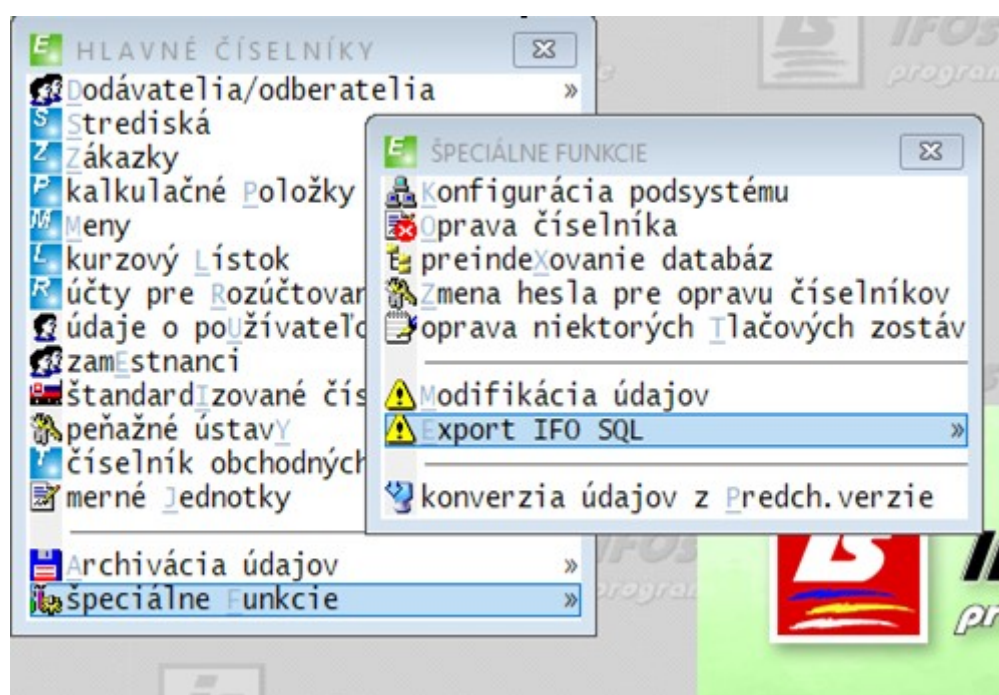 HLAVNÉ ČÍSELNÍKY
Dodávatelia/odberatelia »
Strediská
Zákazky
kalkulačné Položky
Meny
kurzový Lístok
účty pre Rozúčtovan
údaje o poUžívateľo
zamEstnanci
štandardIzované čís
peňažné ústavY
číselník obchodných
merné Jednotky
Archivácia údajov »
špeciálne Funkcie »
ŠPECIÁLNE FUNKCIE
Konfigurácia podsystému
Oprava číselníka
preindeXovanie databáz
Zmena hesla pre opravu číselníkov
oprava niektorých Tlačových zostáv
Modifikácia údajov
Export IFO SQL »
konverzia údajov z Predch.verzie